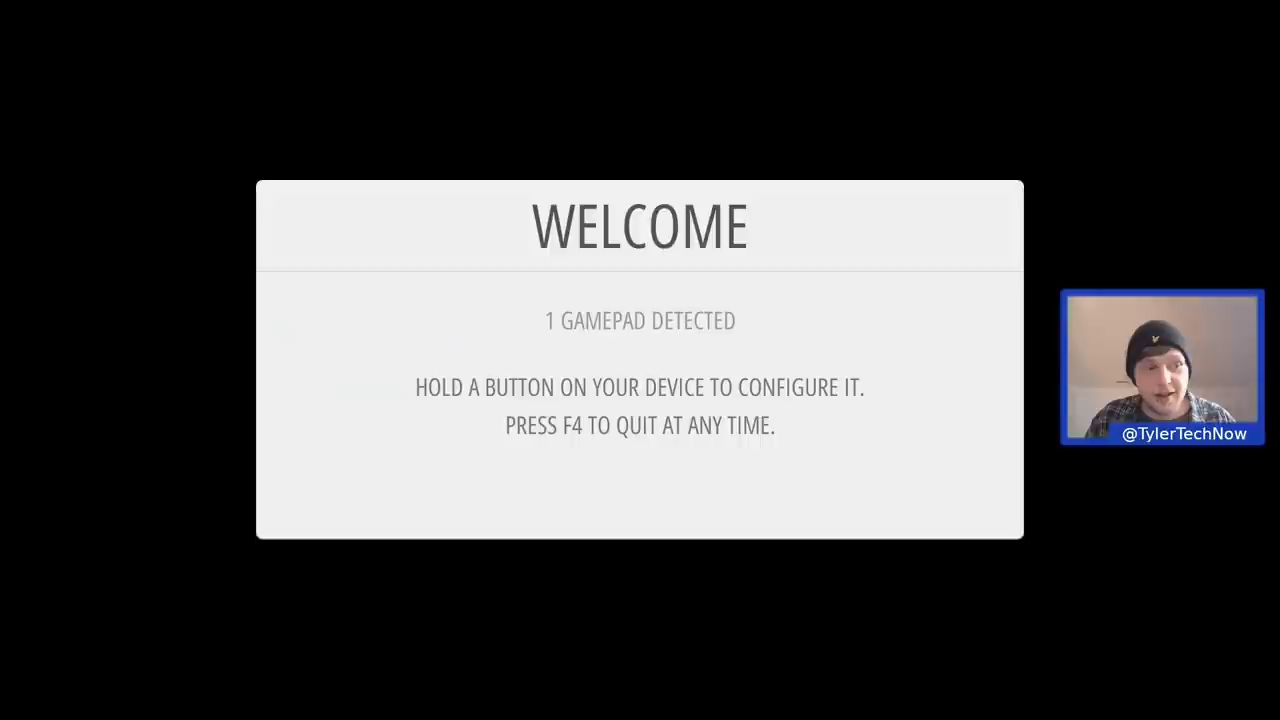 WELCOME
1 GAMEPAD DETECTED
HOLD A BUTTON ON YOUR DEVICE TO CONFIGURE IT.
PRESS F4 TO QUIT AT ANY TIME.
@TylerTechNow